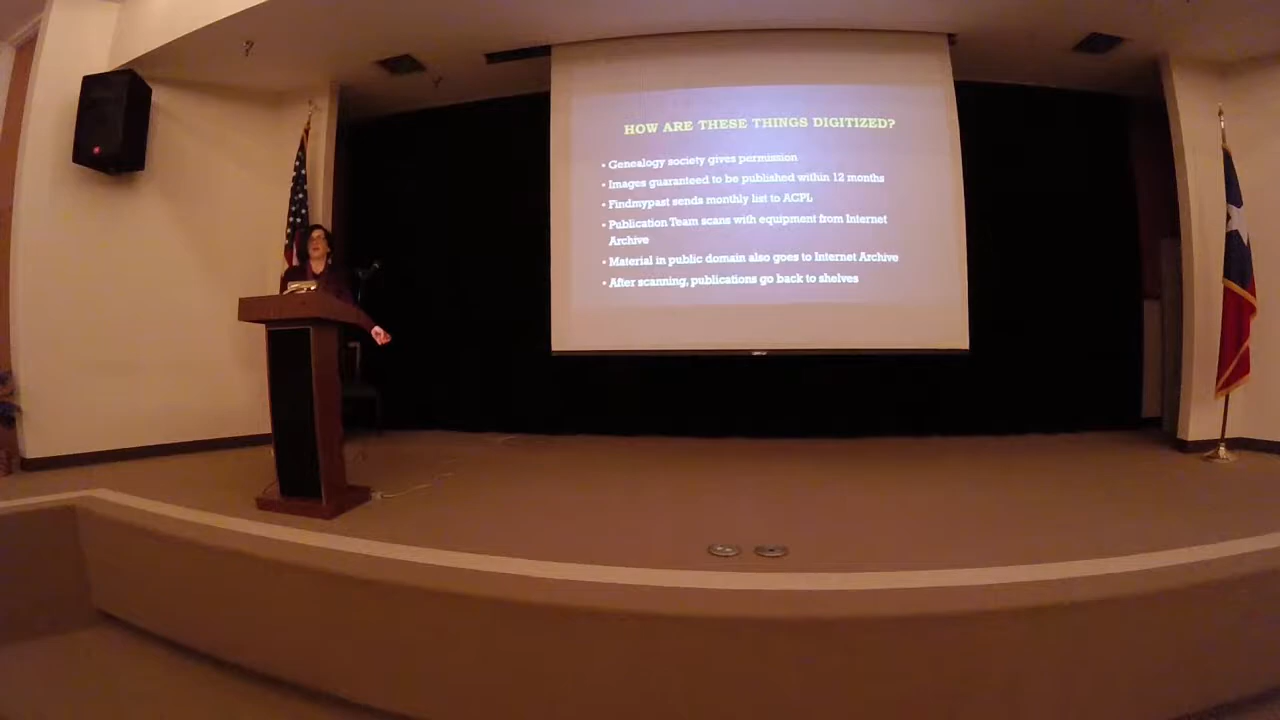 HOW ARE THESE THINGS DIGITIZED?
• Genealogy society gives permission
• Images guaranteed to be published within 12 months
• Findmypast sends monthly list to ACPL
• Publication Team scans with equipment from Internet
Archive
• Material in public domain also goes to Internet Archive
• After scanning, publications go back to shelves